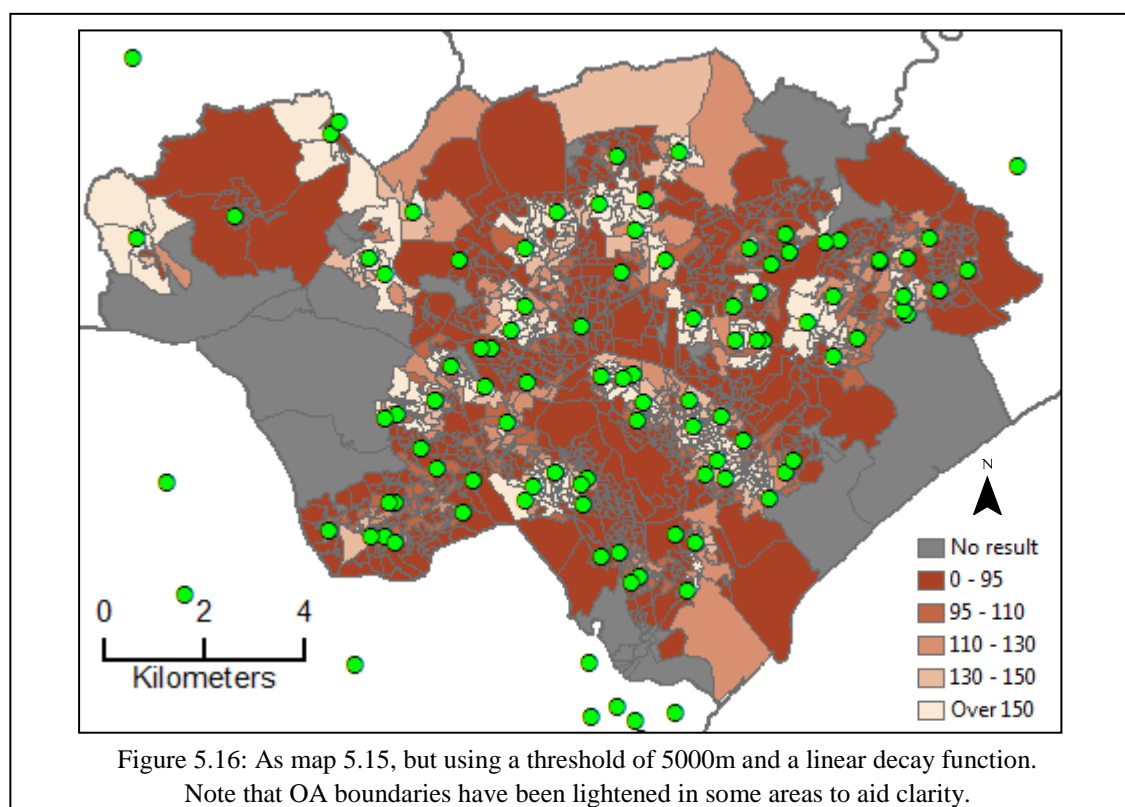 N
No result
0 - 95
95 - 110
110 - 130
130 - 150
Over 150
0 2 4
Kilometers
Figure 5.16: As map 5.15, but using a threshold of 5000m and a linear decay function.
Note that OA boundaries have been lightened in some areas to aid clarity.